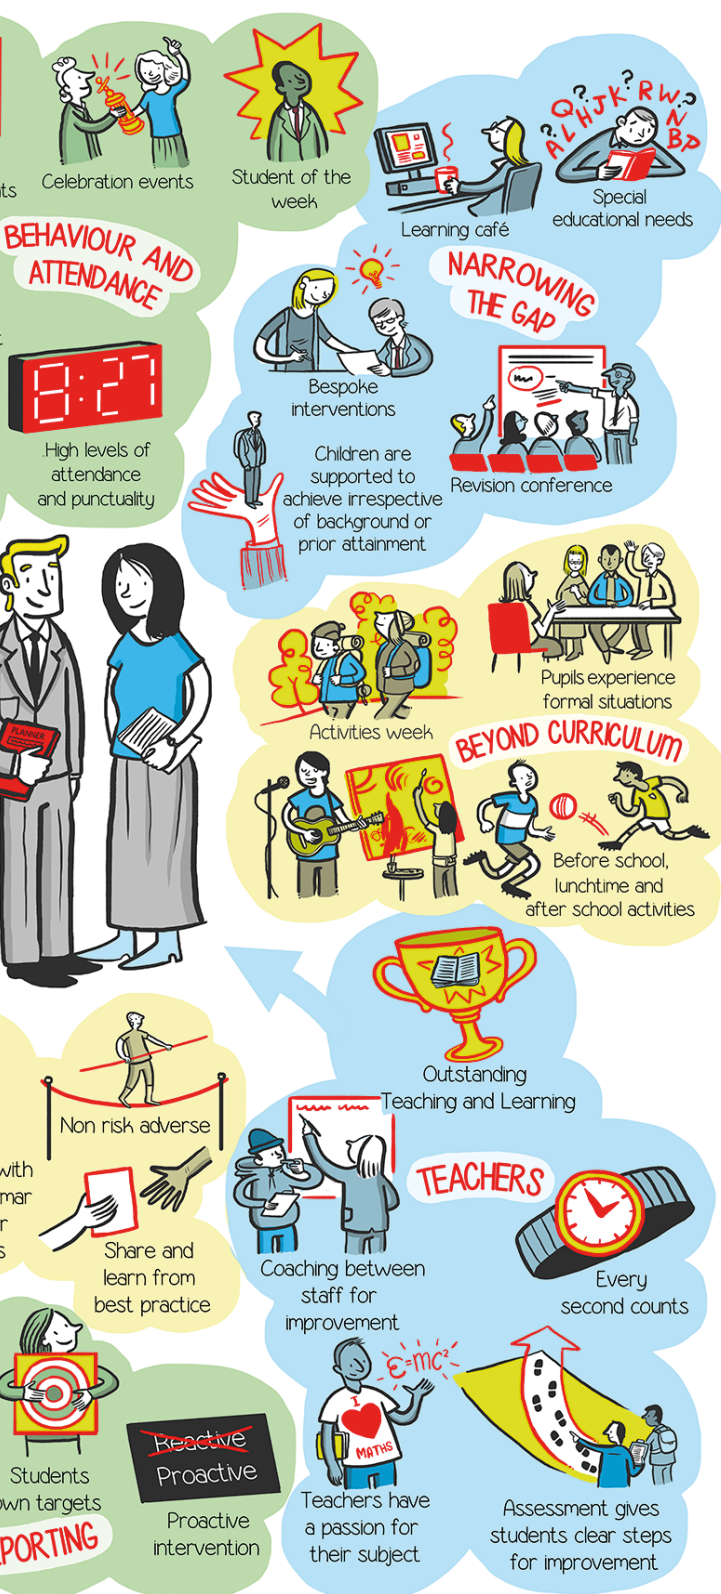 ts
Celebration events
Student of the
week
BEHAVIOUR AND
ATTENDANCE
8:27
High levels of
attendance
and punctuality
Learning café
? Q ? H J K ? R W ?
A L N
? B P
Special
educational needs
NARROWING
THE GAP
Bespoke
interventions
Revision conference
Children are
supported to
achieve irrespective
of background or
prior attainment
PLANNER
Pupils experience
formal situations
Activities week
BEYOND CURRICULUM
Before school,
lunchtime and
after school activities
Outstanding
Teaching and Learning
TEACHERS
Non risk adverse
with
mar
r
s
Share and
learn from
best practice
Coaching between
staff for
improvement
Every
second counts
Students
own targets
PORTING
Reactive
Proactive
Proactive
intervention
E=mc²
I
MATHS
Teachers have
a passion for
their subject
Assessment gives
students clear steps
for improvement